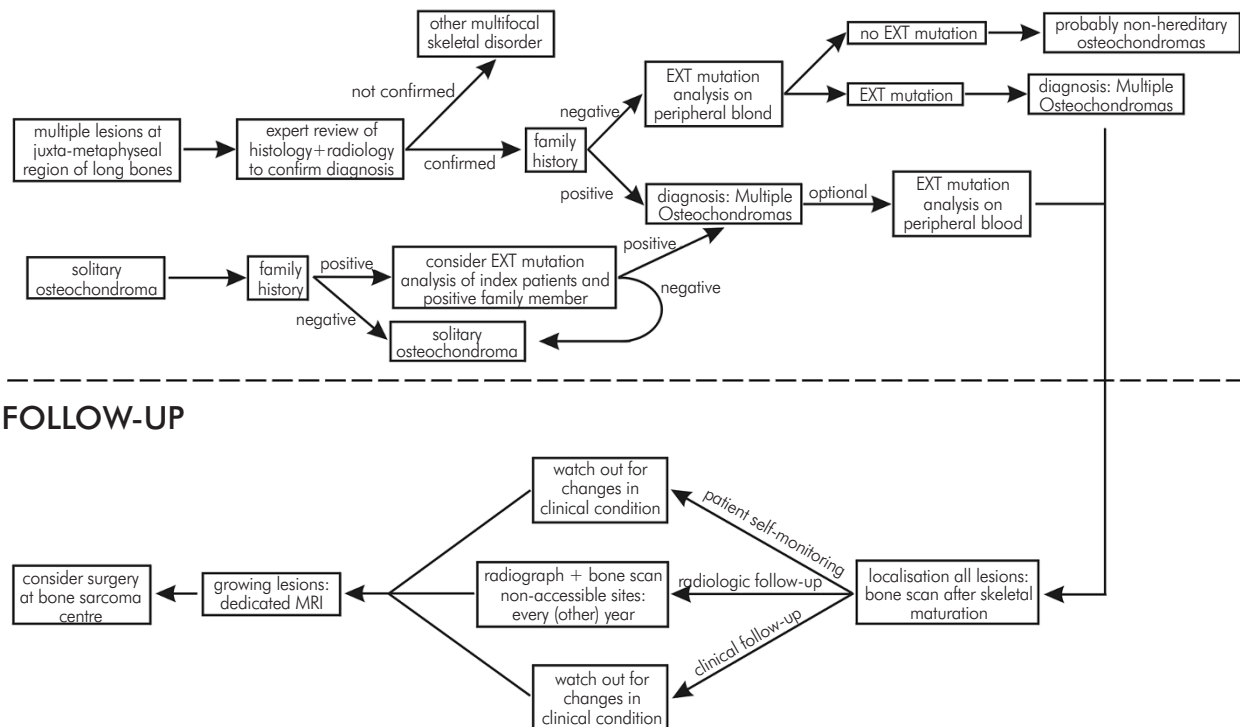 other multifocal
skeletal disorder
no EXT mutation
probably non-hereditary
osteochondromas
not confirmed
negative
EXT mutation
analysis on
peripheral blond
EXT mutation
diagnosis: Multiple
Osteochondromas
multiple lesions at
juxta-metaphyseal
region of long bones
expert review of
histology+radiology
to confirm diagnosis
confirmed
family
history
positive
diagnosis: Multiple
Osteochondromas
optional
EXT mutation
analysis on
peripheral blood
solitary
osteochondroma
family
history
positive
negative
consider EXT mutation
analysis of index patients and
positive family member
positive
negative
solitary
osteochondroma
FOLLOW-UP
watch out for
changes in
clinical condition
patient self-monitoring
consider surgery
at bone sarcoma
centre
growing lesions:
dedicated MRI
radiograph + bone scan
non-accessible sites:
every (other) year
radiologic follow-up
localisation all lesions:
bone scan after skeletal
maturation
clinical follow-up
watch out for
changes in
clinical condition